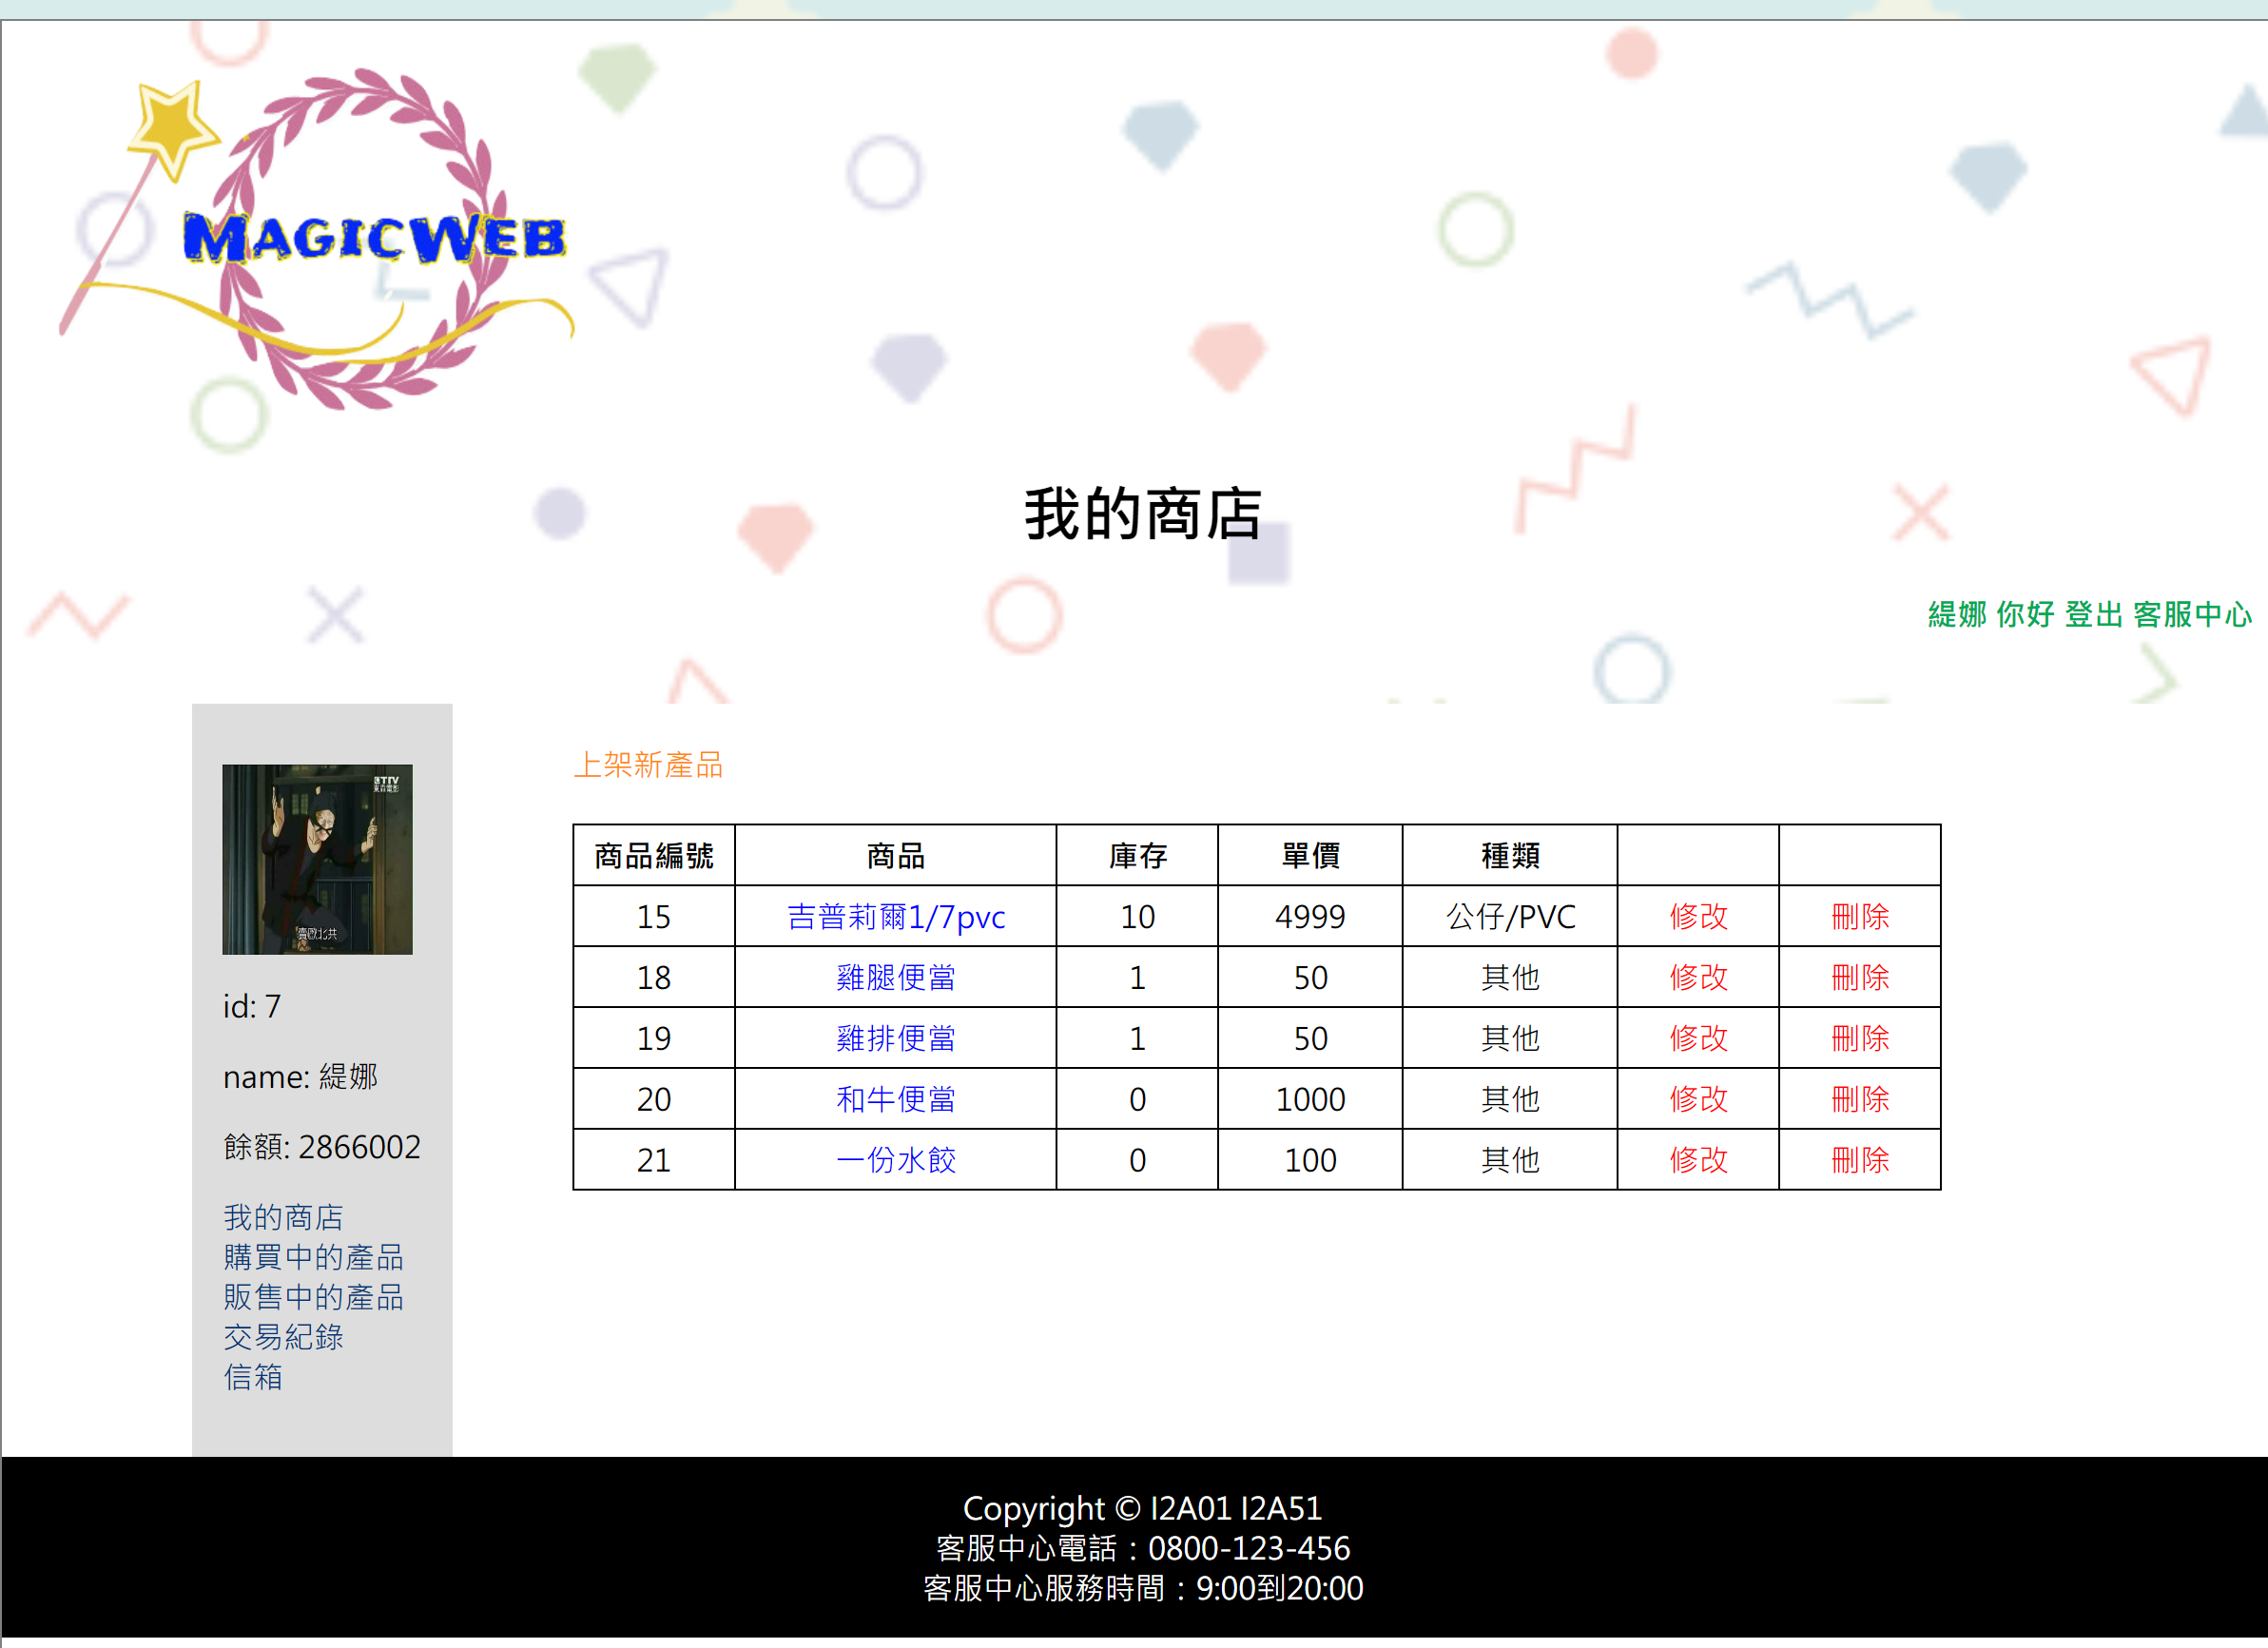 MAGICWEB
我的商店
緹娜 你好 登出 客服中心
上架新產品
商品編號 商品 庫存 單價 種類
15 吉普莉爾1/7pvc 10 4999 公仔/PVC 修改 刪除
18 雞腿便當 1 50 其他 修改 刪除
19 雞排便當 1 50 其他 修改 刪除
20 和牛便當 0 1000 其他 修改 刪除
21 一份水餃 0 100 其他 修改 刪除
id: 7
name: 緹娜
餘額: 2866002
我的商店
購買中的產品
販售中的產品
交易紀錄
信箱
Copyright © I2A01 I2A51
客服中心電話：0800-123-456
客服中心服務時間：9:00到20:00